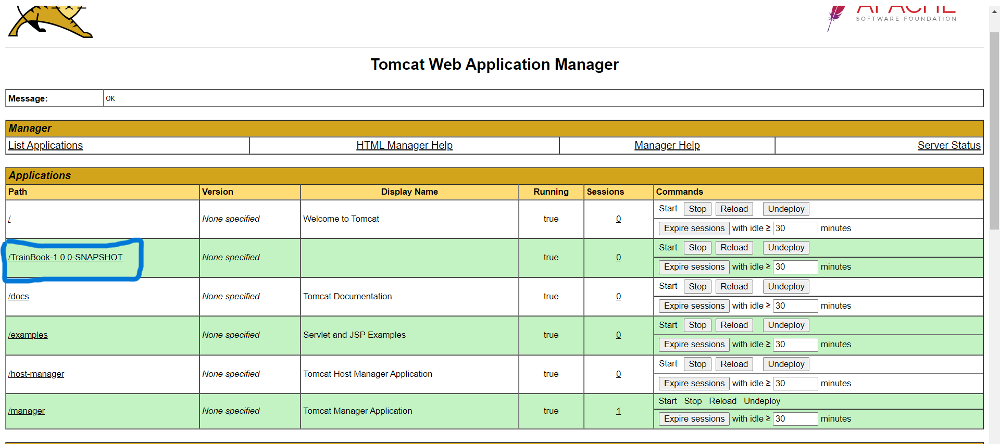 APACHE
SOFTWARE FOUNDATION
Tomcat Web Application Manager
Message: OK
Manager
List Applications HTML Manager Help Manager Help Server Status
Applications
Path Version Display Name Running Sessions Commands
/ None specified Welcome to Tomcat true 0 Start Stop Reload Undeploy
Expire sessions with idle ≥ 30 minutes
/TrainBook-1.0.0-SNAPSHOT None specified true 0 Start Stop Reload Undeploy
Expire sessions with idle ≥ 30 minutes
/docs None specified Tomcat Documentation true 0 Start Stop Reload Undeploy
Expire sessions with idle ≥ 30 minutes
/examples None specified Servlet and JSP Examples true 0 Start Stop Reload Undeploy
Expire sessions with idle ≥ 30 minutes
/host-manager None specified Tomcat Host Manager Application true 0 Start Stop Reload Undeploy
Expire sessions with idle ≥ 30 minutes
/manager None specified Tomcat Manager Application true 1 Start Stop Reload Undeploy
Expire sessions with idle ≥ 30 minutes